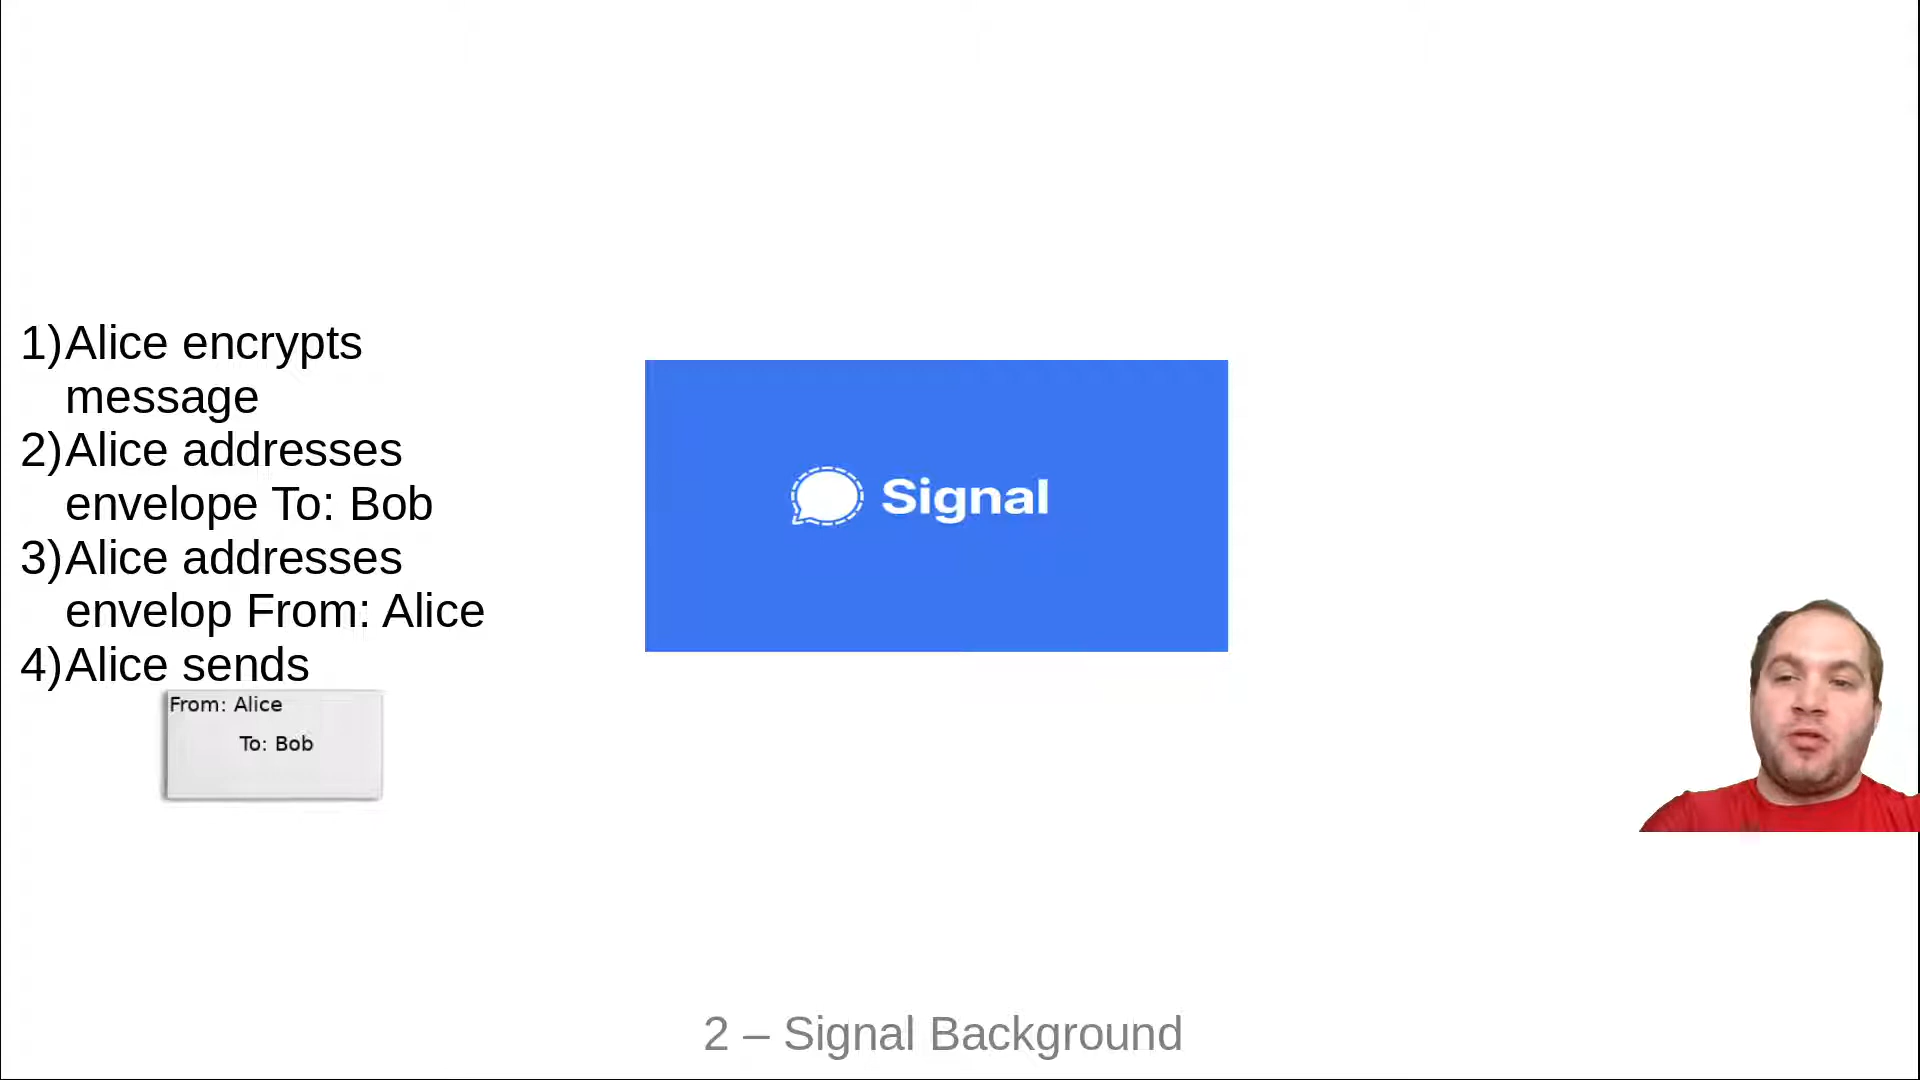 1)Alice encrypts
message
2)Alice addresses
envelope To: Bob
3)Alice addresses
envelop From: Alice
4)Alice sends
From: Alice
To: Bob
Signal
2 – Signal Background